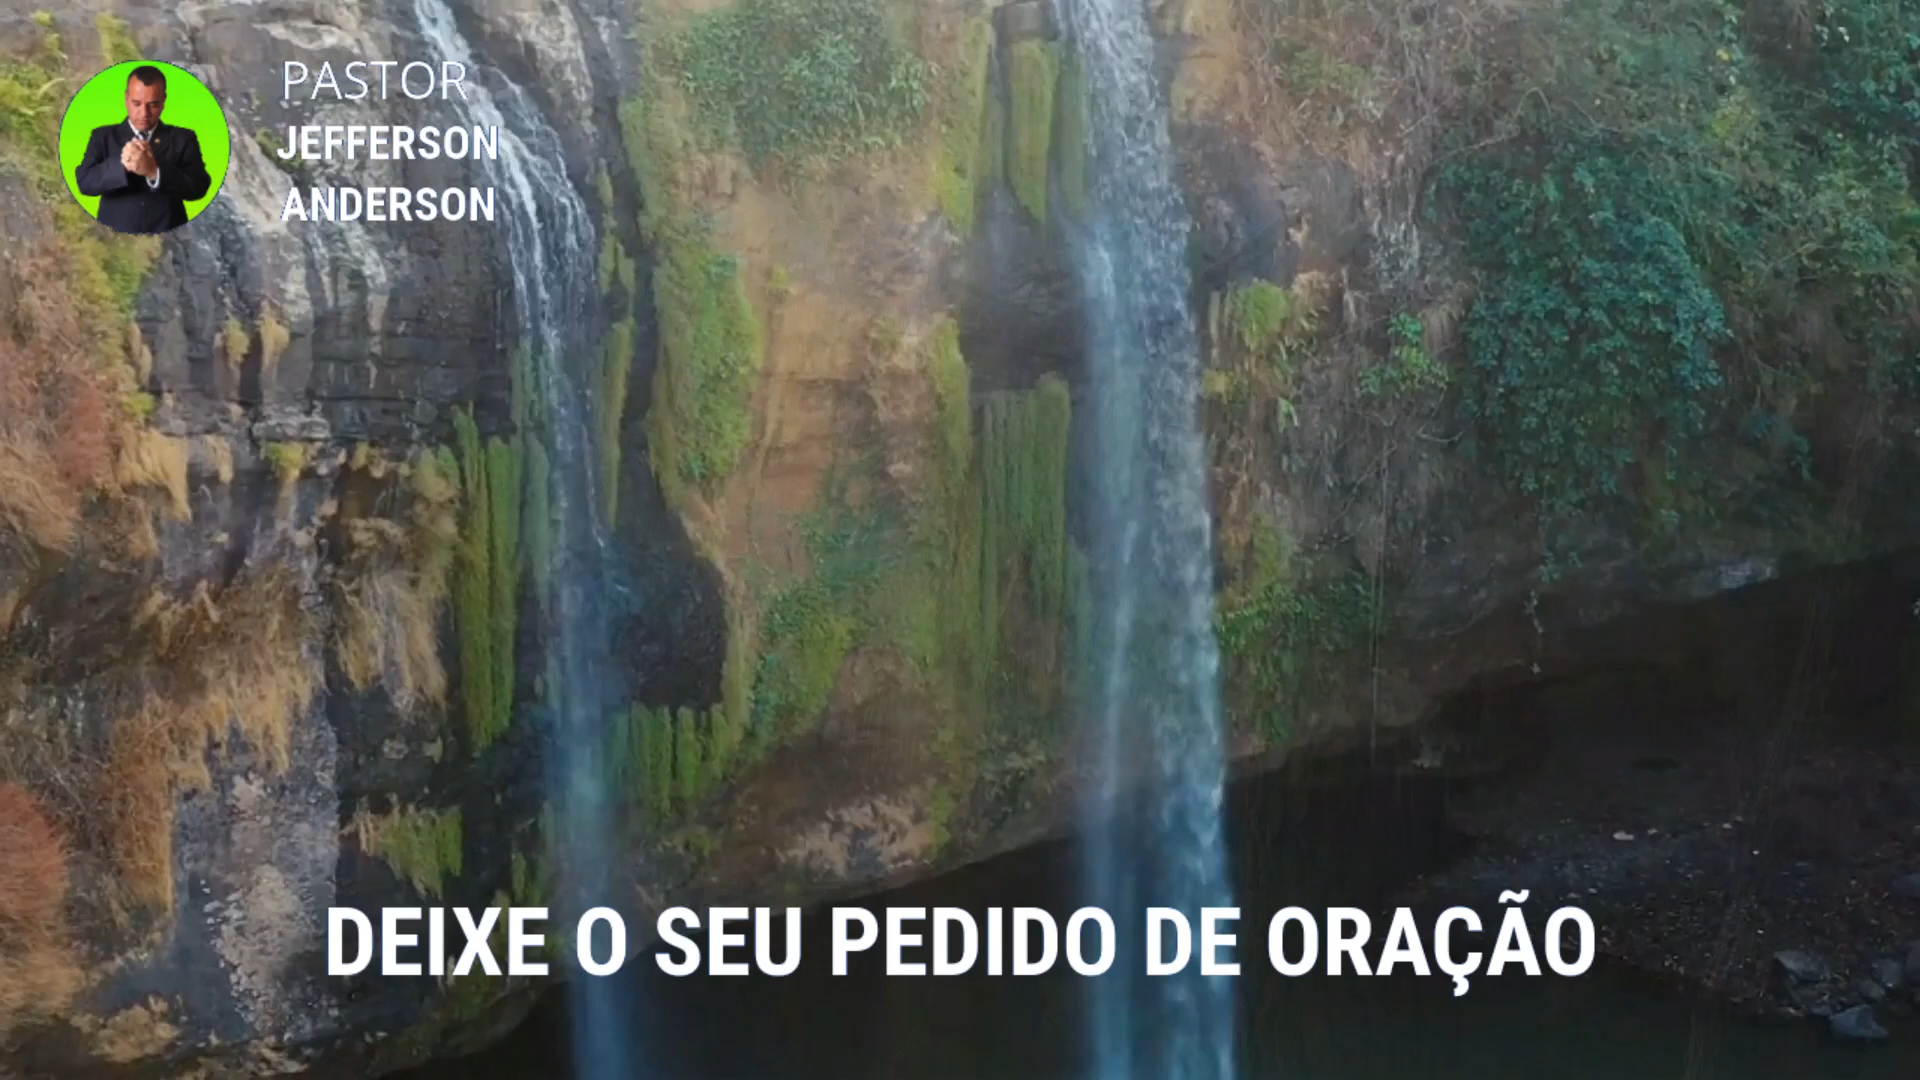 PASTOR
JEFFERSON
ANDERSON
DEIXE O SEU PEDIDO DE ORAÇÃO